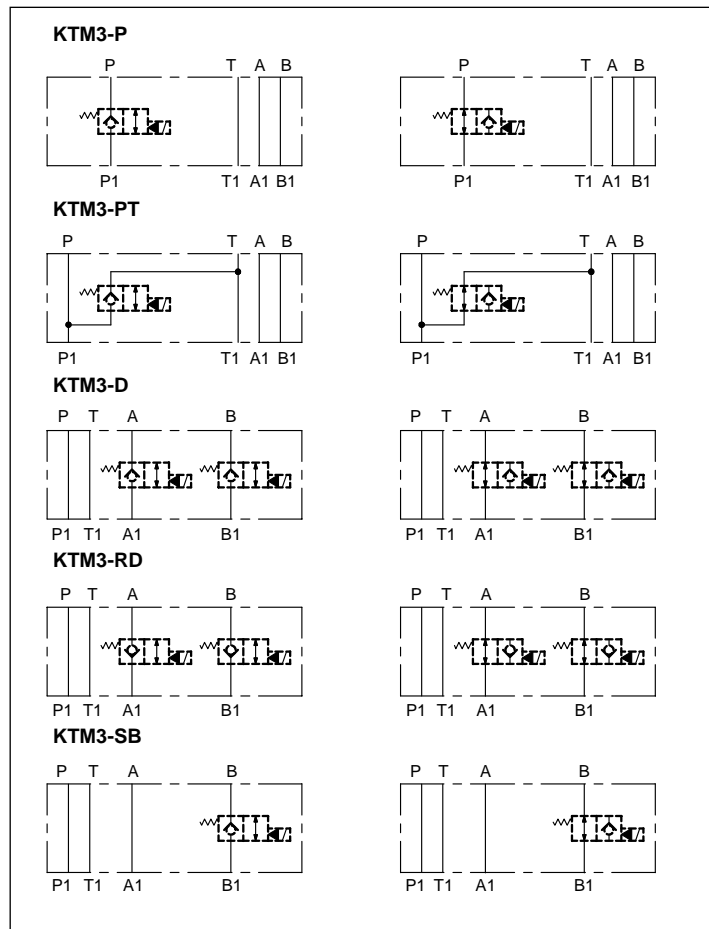 KTM3-P
P T A B P T A B
P1 T1 A1 B1 P1 T1 A1 B1
KTM3-PT
P T A B P T A B
P1 T1 A1 B1 P1 T1 A1 B1
KTM3-D
P T A B P T A B
P1 T1 A1 B1 P1 T1 A1 B1
KTM3-RD
P T A B P T A B
P1 T1 A1 B1 P1 T1 A1 B1
KTM3-SB
P T A B P T A B
P1 T1 A1 B1 P1 T1 A1 B1